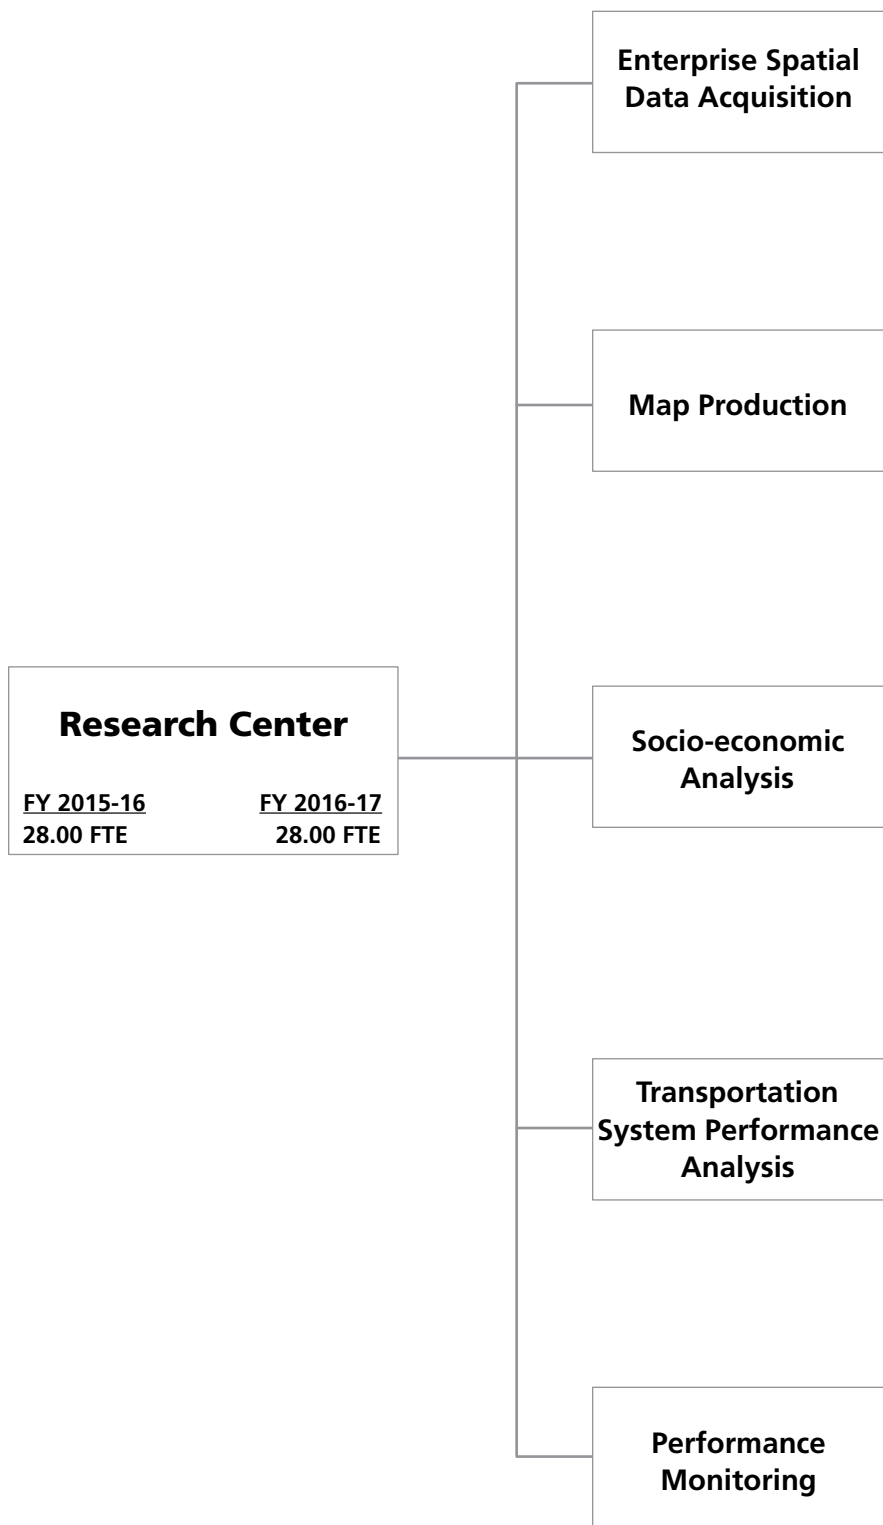 Enterprise Spatial
Data Acquisition
Map Production
Research Center
FY 2015-16 FY 2016-17
28.00 FTE 28.00 FTE
Socio-economic
Analysis
Transportation
System Performance
Analysis
Performance
Monitoring